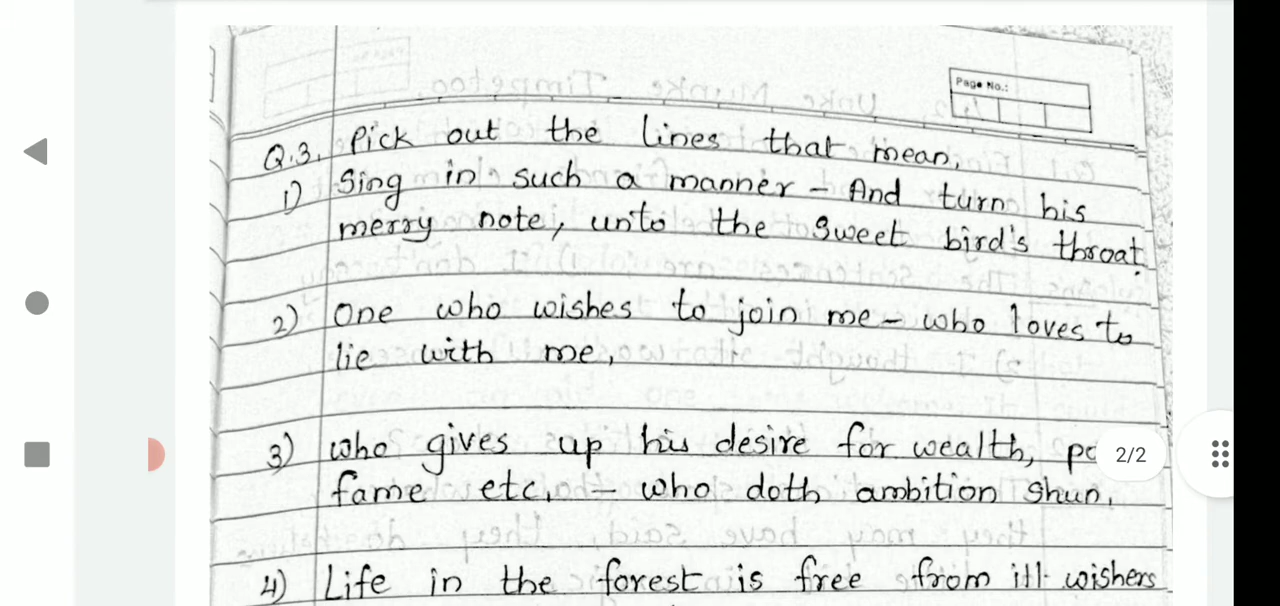 Page No.:
Q.3. Pick out the lines that mean,
1) Sing in such a manner - And turn his
merry note, unto the sweet bird's throat.
2) One who wishes to join me - who loves to
lie with me,
3) who gives up his desire for wealth,
fame etc. - who doth ambition shun,
2/2
4) Life in the forest is free from ill wishers